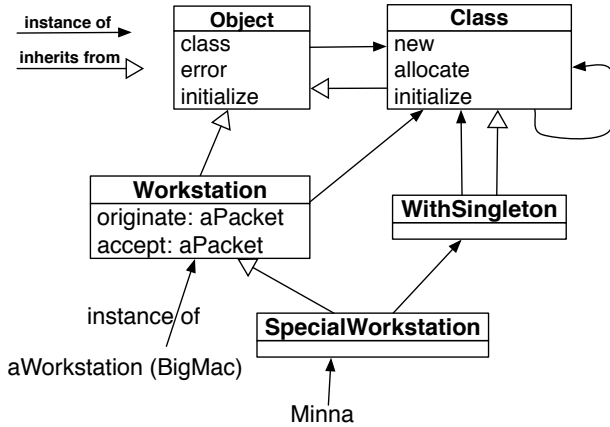 instance of
inherits from
Object
class
error
initialize
Class
new
allocate
initialize
Workstation
originate: aPacket
accept: aPacket
WithSingleton
instance of
aWorkstation (BigMac)
SpecialWorkstation
Minna